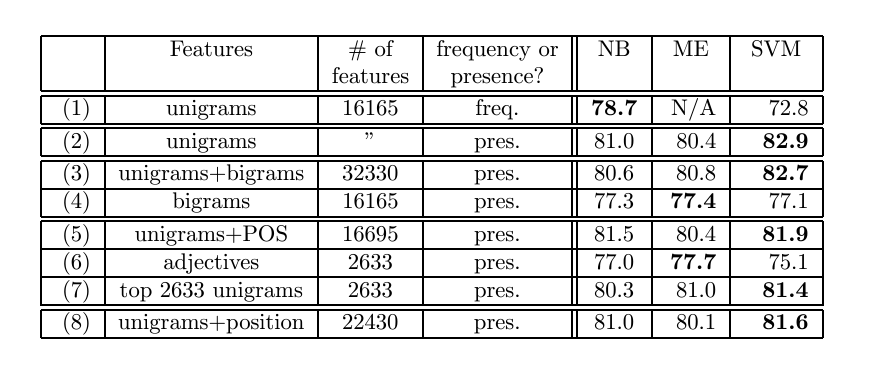 Features # of frequency or NB ME SVM
features presence?
(1) unigrams 16165 freq. 78.7 N/A 72.8
(2) unigrams ” pres. 81.0 80.4 82.9
(3) unigrams+bigrams 32330 pres. 80.6 80.8 82.7
(4) bigrams 16165 pres. 77.3 77.4 77.1
(5) unigrams+POS 16695 pres. 81.5 80.4 81.9
(6) adjectives 2633 pres. 77.0 77.7 75.1
(7) top 2633 unigrams 2633 pres. 80.3 81.0 81.4
(8) unigrams+position 22430 pres. 81.0 80.1 81.6